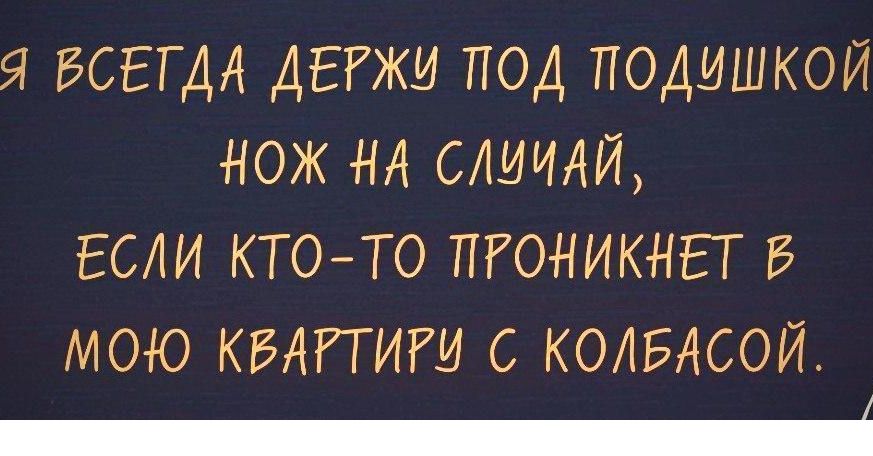 Я ВСЕГДА ДЕРЖУ ПОД ПОДУШКОЙ
НОЖ НА СЛУЧАЙ,
ЕСЛИ КТО-ТО ПРОНИКНЕТ В
МОЮ КВАРТИРУ С КОЛБАСОЙ.